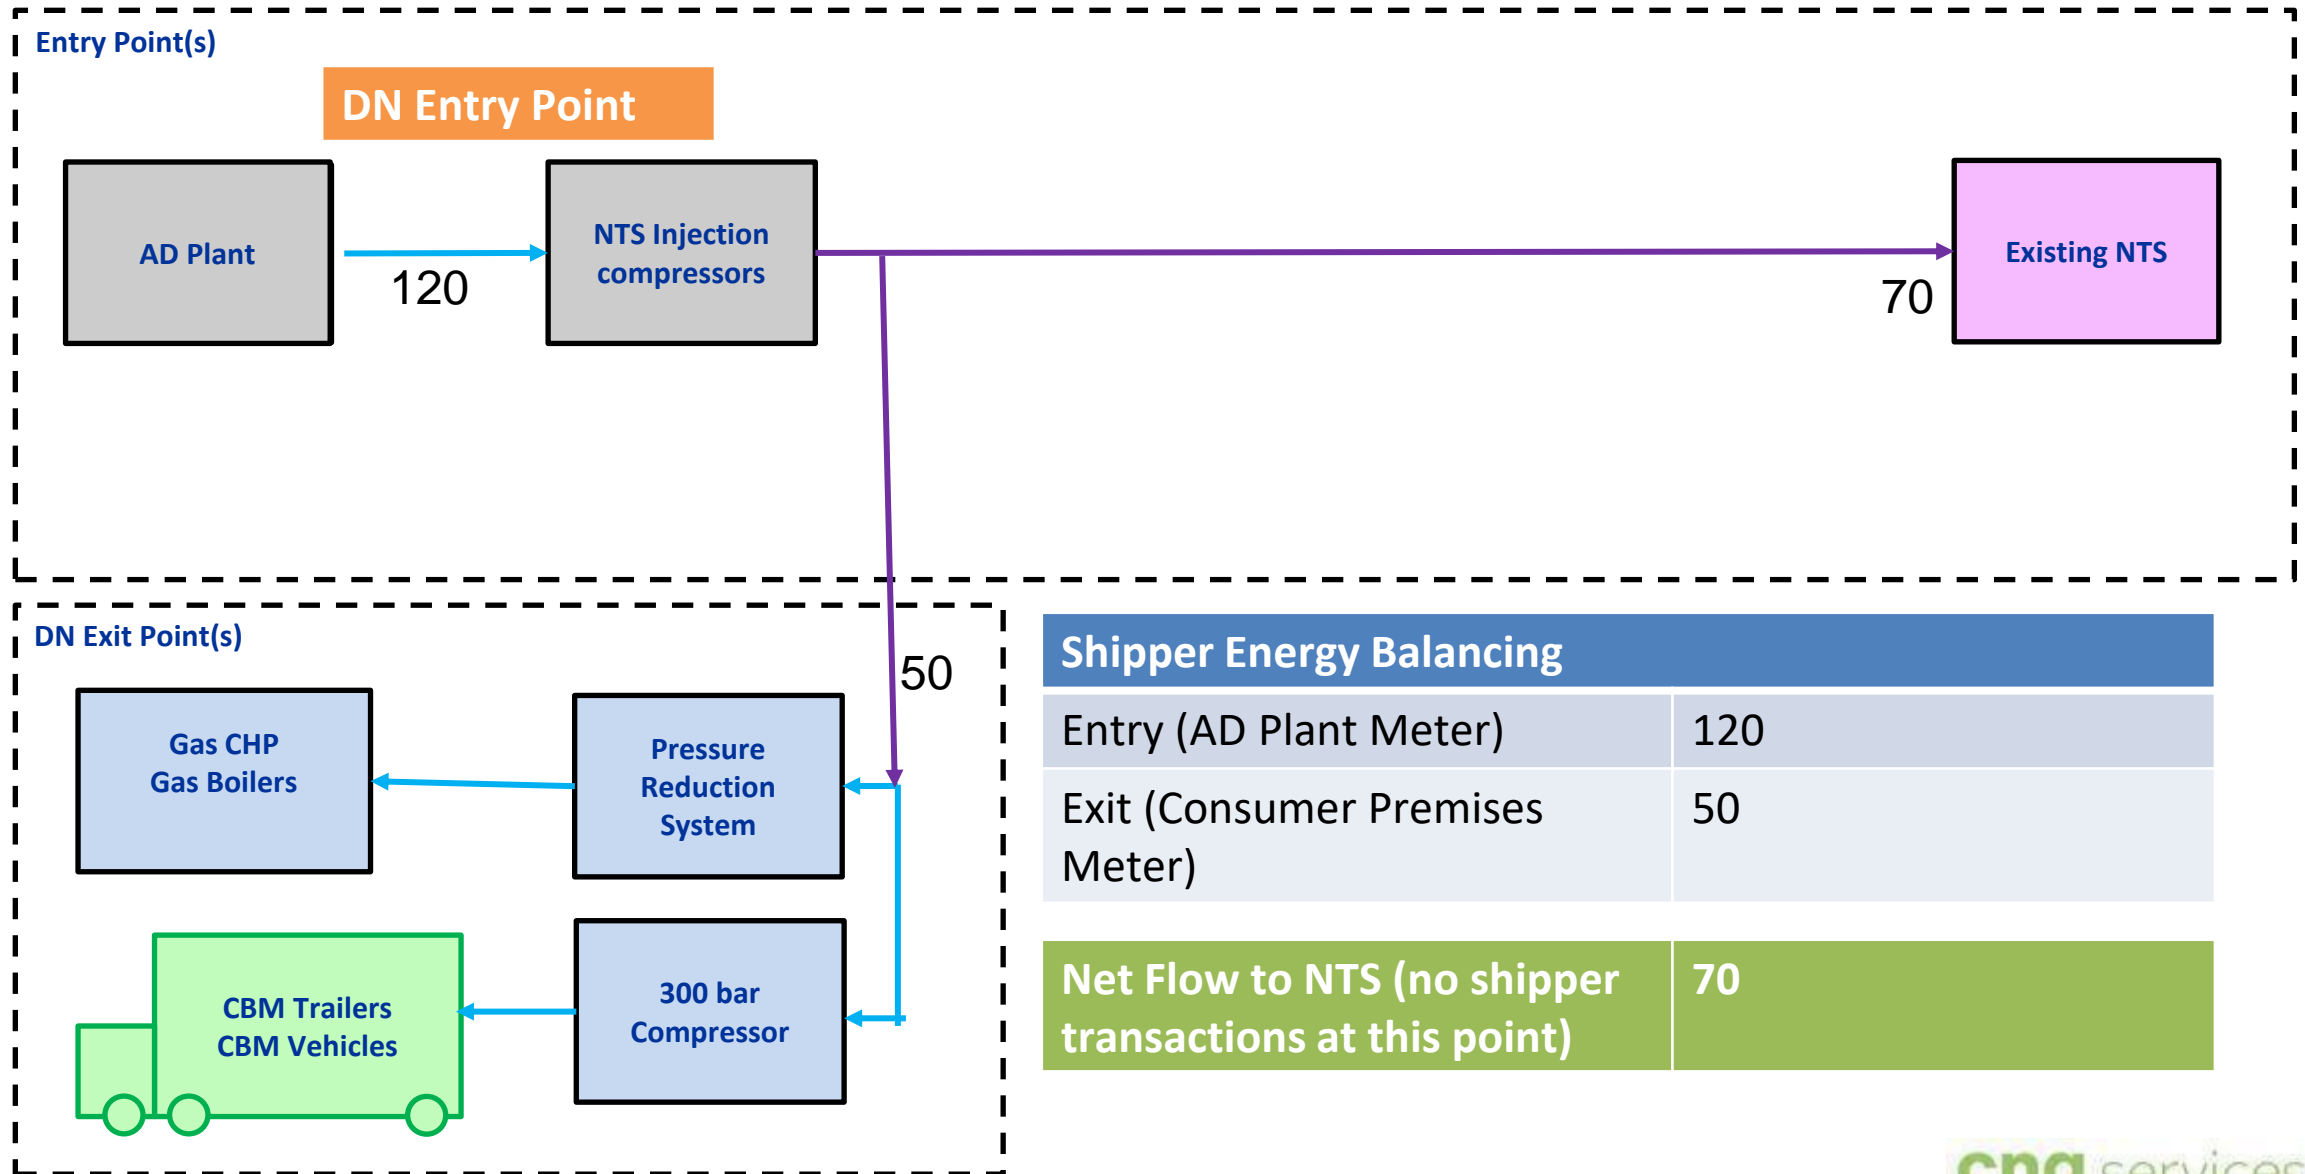 Entry Point(s)
DN Entry Point
AD Plant
120
NTS Injection
compressors
70
Existing NTS
DN Exit Point(s)
50
Gas CHP
Gas Boilers
Pressure
Reduction
System
CBM Trailers
CBM Vehicles
300 bar
Compressor
Shipper Energy Balancing
Entry (AD Plant Meter) 120
Exit (Consumer Premises 50
Meter)
Net Flow to NTS (no shipper 70
transactions at this point)
cng services